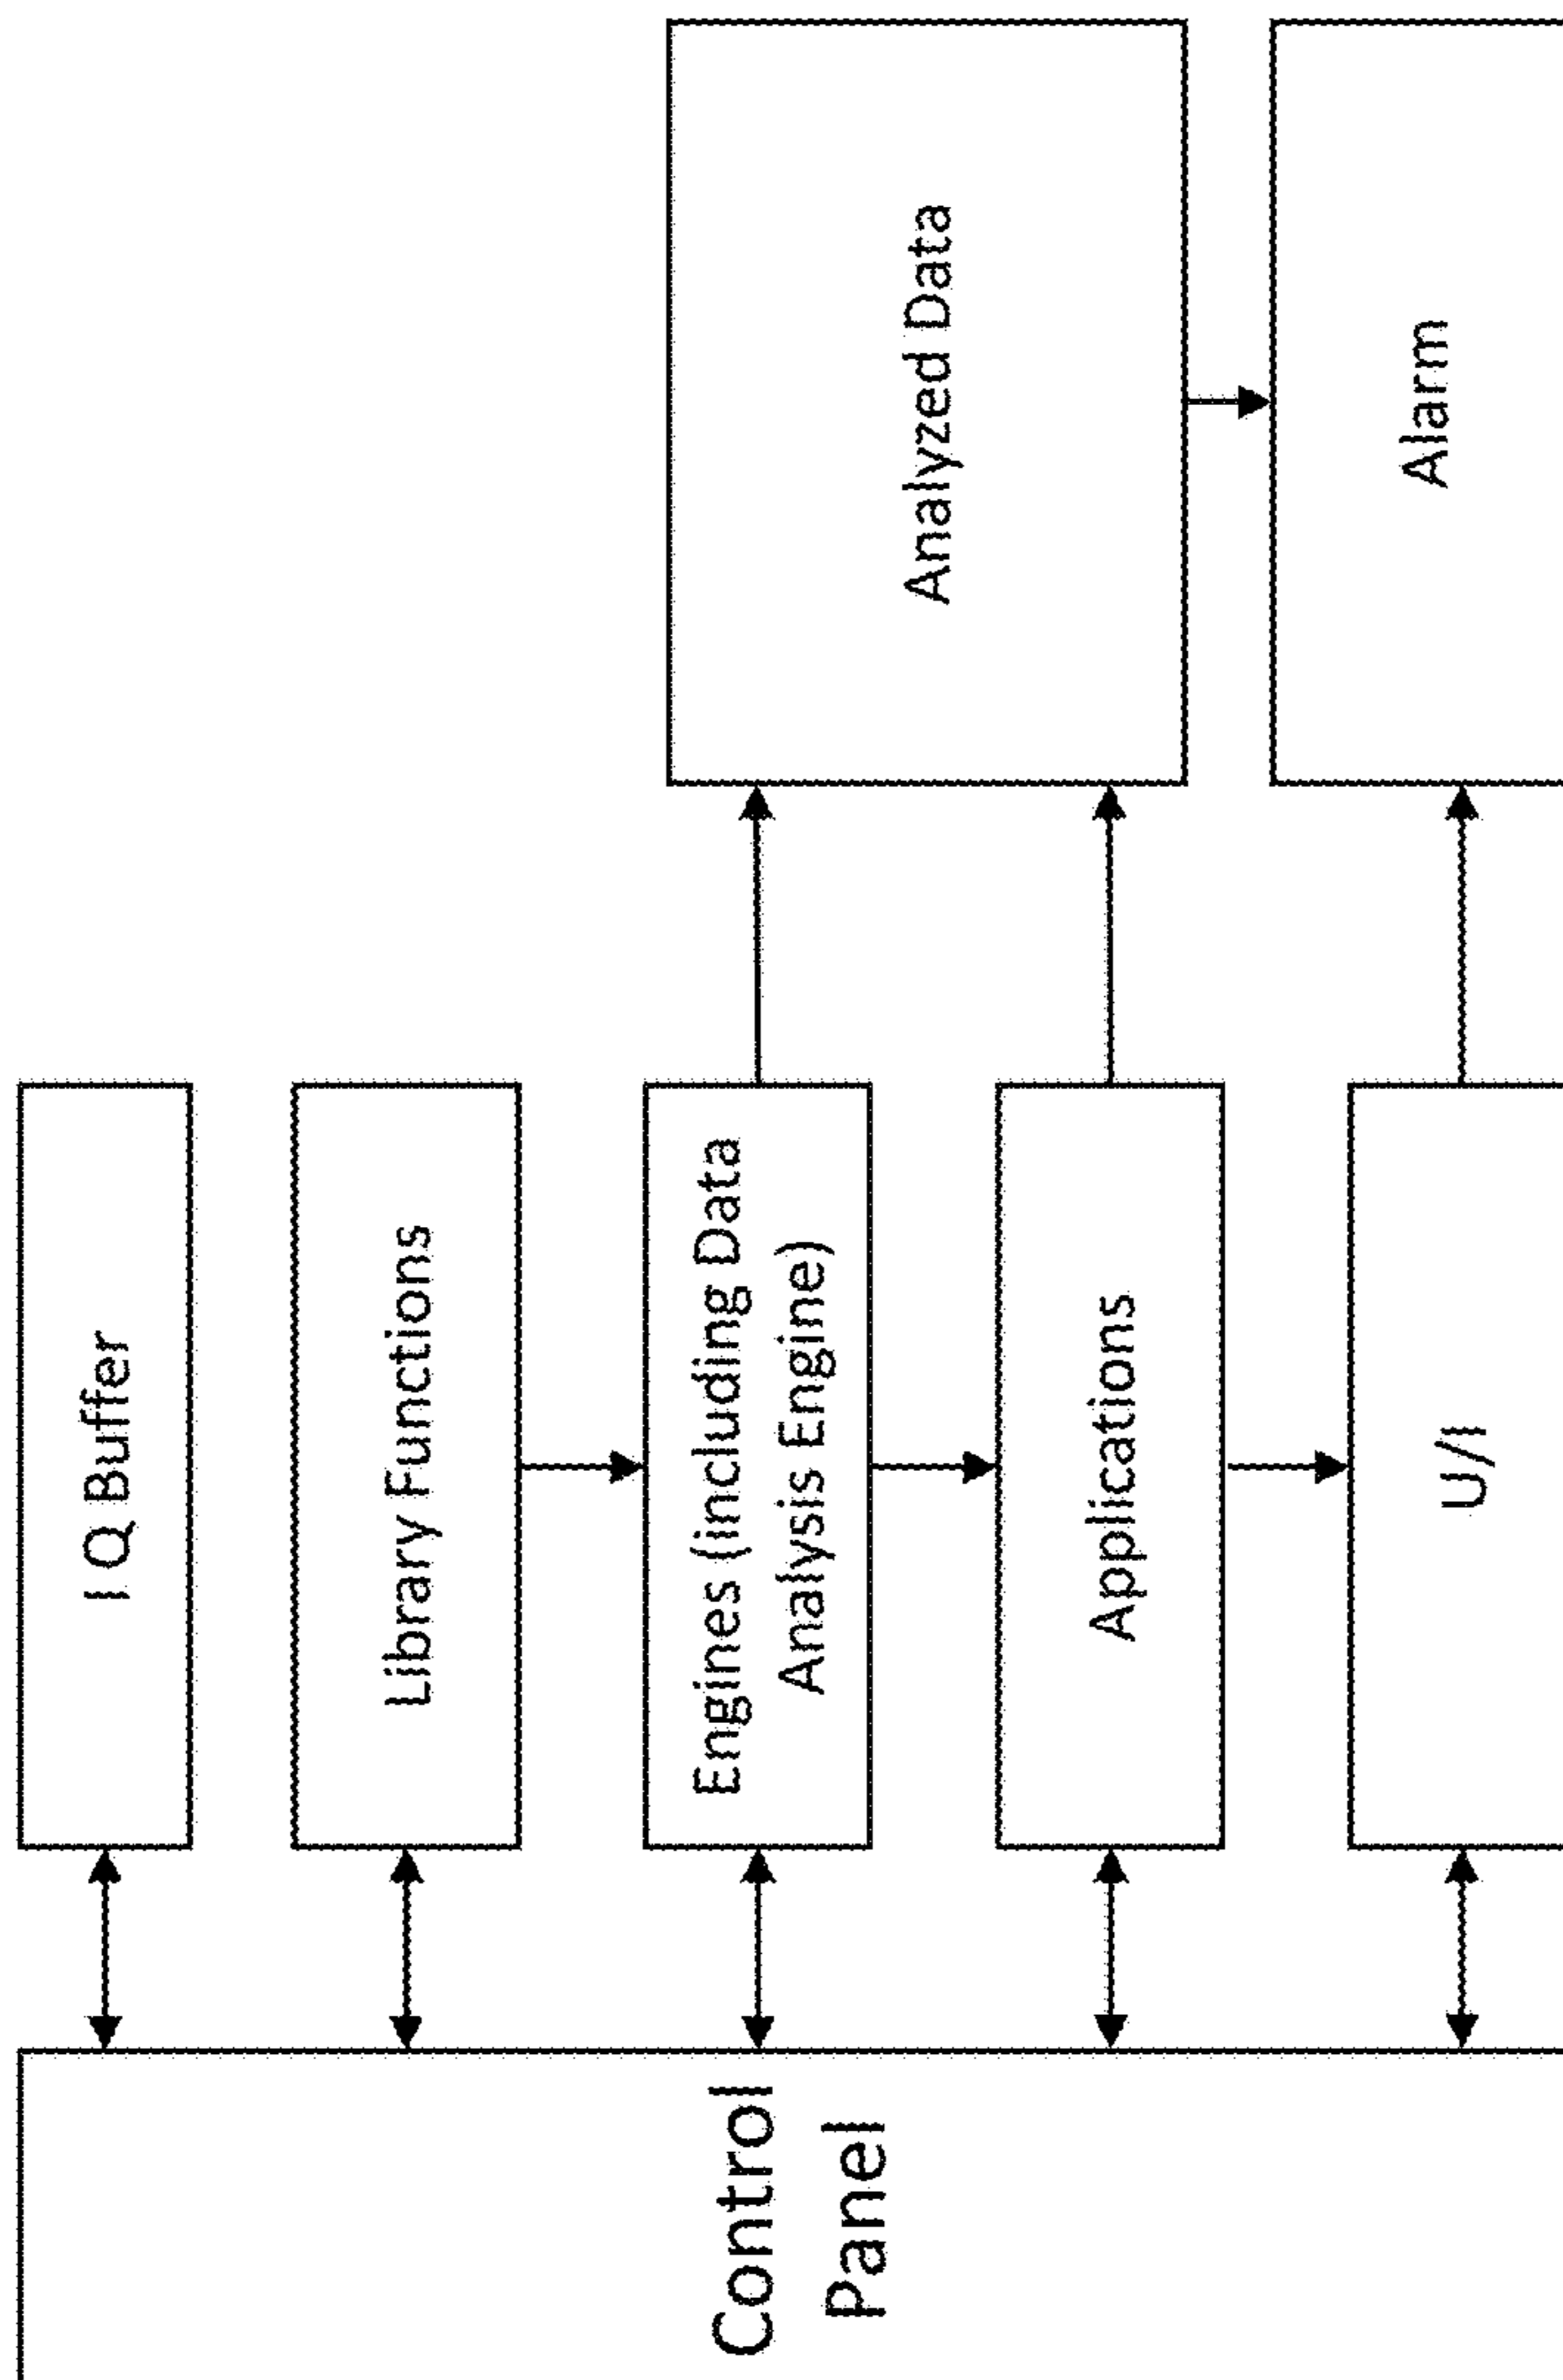 I Q Buffer
Library Functions
Engines (including Data
Analysis Engine)
Applications
U/I
Analyzed Data
Alarm
Control
Panel